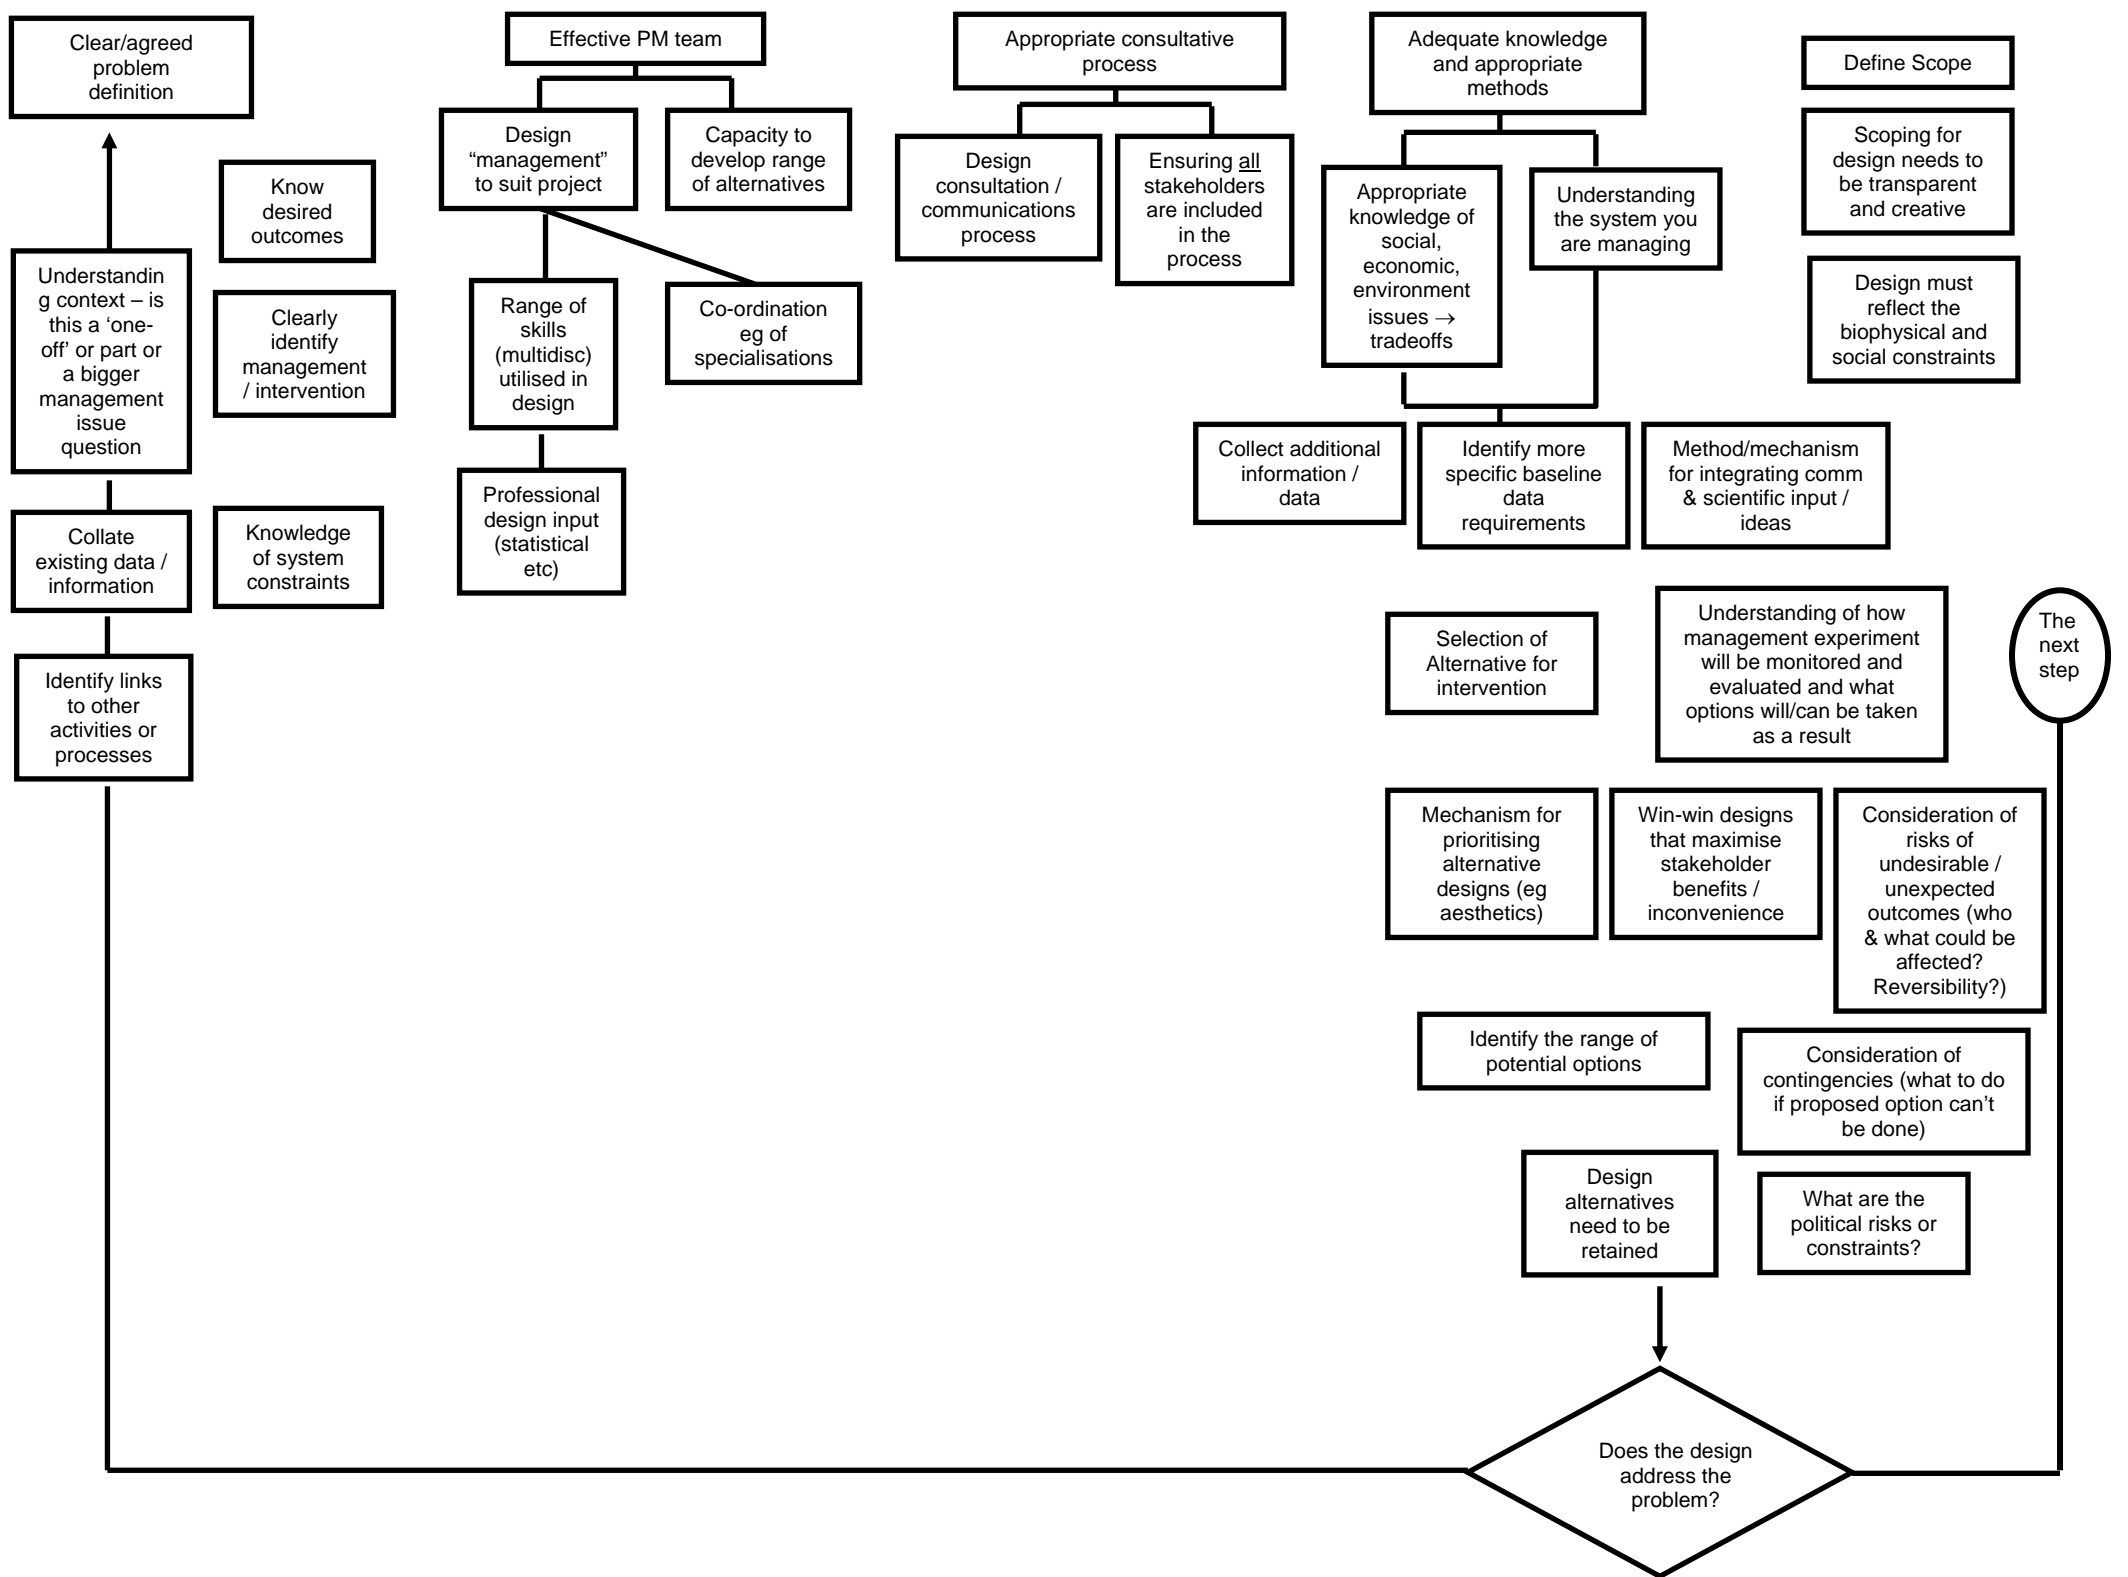 Clear/agreed
problem
definition
Effective PM team
Appropriate consultative
process
Adequate knowledge
and appropriate
methods
Define Scope
Know
desired
outcomes
Design
“management”
to suit project
Capacity to
develop range
of alternatives
Design
consultation /
communications
process
Ensuring all
stakeholders
are included
in the
process
Appropriate
knowledge of
social,
economic,
environment
issues →
tradeoffs
Understanding
the system you
are managing
Scoping for
design needs to
be transparent
and creative
Understandin
g context – is
this a ‘one-
off’ or part or
a bigger
management
issue
question
Clearly
identify
management
/ intervention
Range of
skills
(multidisc)
utilised in
design
Co-ordination
eg of
specialisations
Design must
reflect the
biophysical and
social constraints
Collect additional
information /
data
Identify more
specific baseline
data
requirements
Method/mechanism
for integrating comm
& scientific input /
ideas
Collate
existing data /
information
Knowledge
of system
constraints
Professional
design input
(statistical
etc)
Identify links
to other
activities or
processes
Selection of
Alternative for
intervention
Understanding of how
management experiment
will be monitored and
evaluated and what
options will/can be taken
as a result
The
next
step
Mechanism for
prioritising
alternative
designs (eg
aesthetics)
Win-win designs
that maximise
stakeholder
benefits /
inconvenience
Consideration of
risks of
undesirable /
unexpected
outcomes (who
& what could be
affected?
Reversibility?)
Identify the range of
potential options
Consideration of
contingencies (what to do
if proposed option can’t
be done)
Design
alternatives
need to be
retained
What are the
political risks or
constraints?
Does the design
address the
problem?